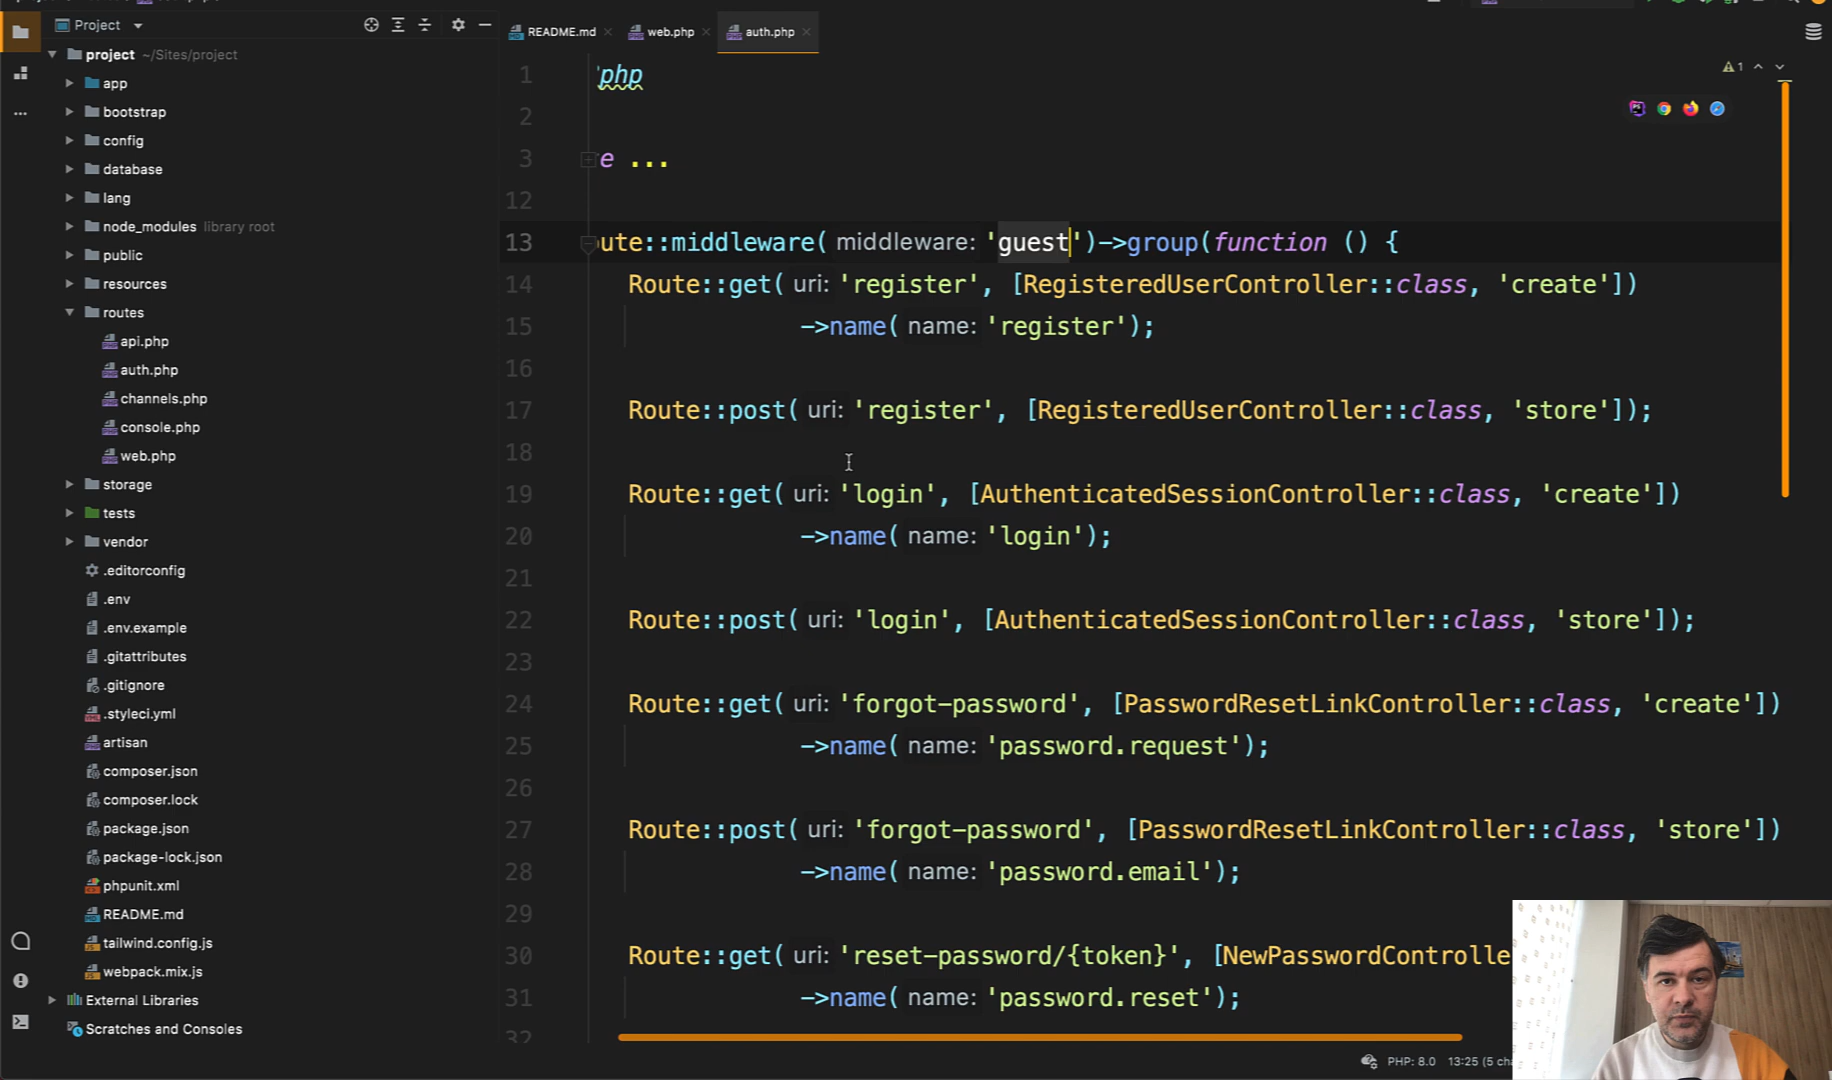 Project
project ~/Sites/project
app
bootstrap
config
database
lang
node_modules library root
public
resources
routes
api.php
auth.php
channels.php
console.php
web.php
storage
tests
vendor
.editorconfig
.env
.env.example
.gitattributes
.gitignore
.styleci.yml
artisan
composer.json
composer.lock
package.json
package-lock.json
phpunit.xml
README.md
tailwind.config.js
webpack.mix.js
External Libraries
Scratches and Consoles
README.md web.php auth.php
1
1 php
2
3 e ...
12
13 ute::middleware( middleware: 'guest')->group(function () {
14 Route::get( uri: 'register', [RegisteredUserController::class, 'create'])
15 ->name( name: 'register');
16
17 Route::post( uri: 'register', [RegisteredUserController::class, 'store']);
18
19 Route::get( uri: 'login', [AuthenticatedSessionController::class, 'create'])
20 ->name( name: 'login');
21
22 Route::post( uri: 'login', [AuthenticatedSessionController::class, 'store']);
23
24 Route::get( uri: 'forgot-password', [PasswordResetLinkController::class, 'create'])
25 ->name( name: 'password.request');
26
27 Route::post( uri: 'forgot-password', [PasswordResetLinkController::class, 'store'])
28 ->name( name: 'password.email');
29
30 Route::get( uri: 'reset-password/{token}', [NewPasswordControlle
31 ->name( name: 'password.reset');
32
PHP: 8.0 13:25 (5 cha